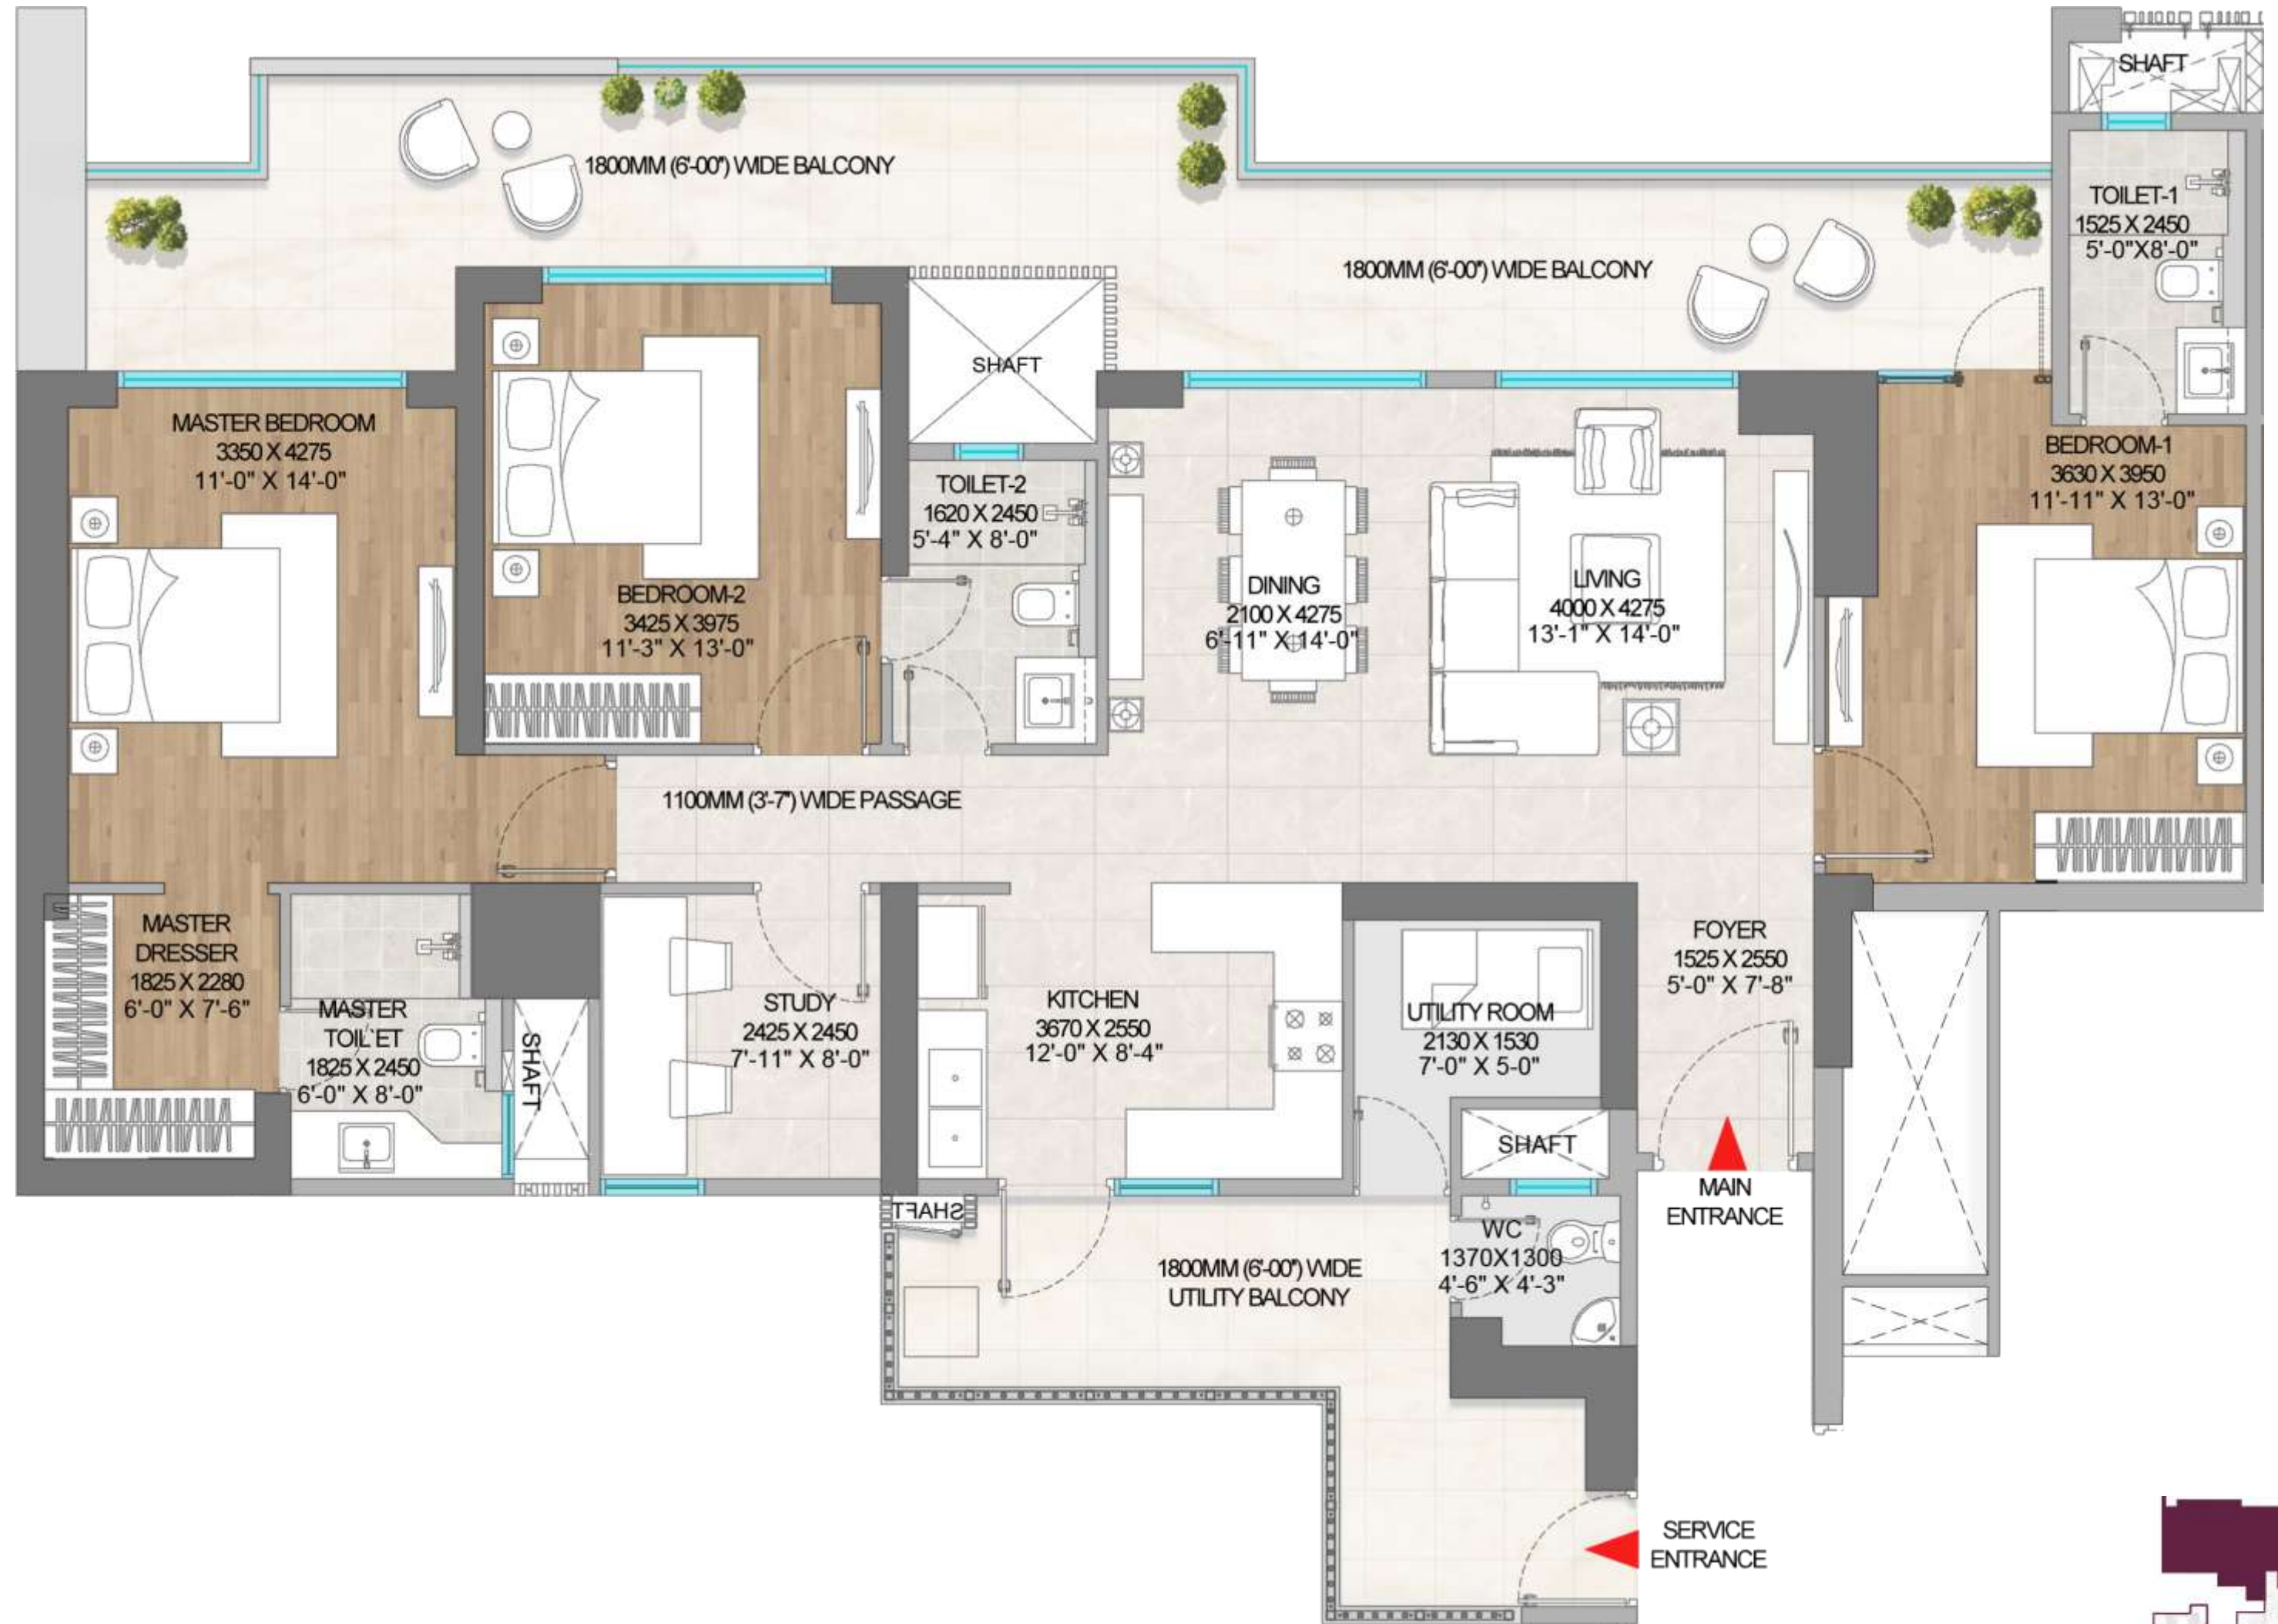 SHAFT
1800MM (6'-00") WIDE BALCONY
TOILET-1
1525 X 2450
5'-0"X8'-0"
1800MM (6'-00") WIDE BALCONY
SHAFT
MASTER BEDROOM
3350 X 4275
11'-0" X 14'-0"
BEDROOM-1
3630 X 3950
11'-11" X 13'-0"
TOILET-2
1620 X 2450
5'-4" X 8'-0"
BEDROOM-2
3425 X 3975
11'-3" X 13'-0"
DINING
2100 X 4275
6'-11" X 14'-0"
LIVING
4000 X 4275
13'-1" X 14'-0"
1100MM (3'-7") WIDE PASSAGE
MASTER
DRESSER
1825 X 2280
6'-0" X 7'-6"
MASTER
TOILET
1825 X 2450
6'-0" X 8'-0"
SHAFT
STUDY
2425 X 2450
7'-11" X 8'-0"
KITCHEN
3670 X 2550
12'-0" X 8'-4"
UTILITY ROOM
2130 X 1530
7'-0" X 5-0"
FOYER
1525 X 2550
5'-0" X 7'-8"
SHAFT
MAIN
ENTRANCE
SHAFT
WC
1370X1300
4'-6" X 4'-3"
1800MM (6'-00") WIDE
UTILITY BALCONY
SERVICE
ENTRANCE